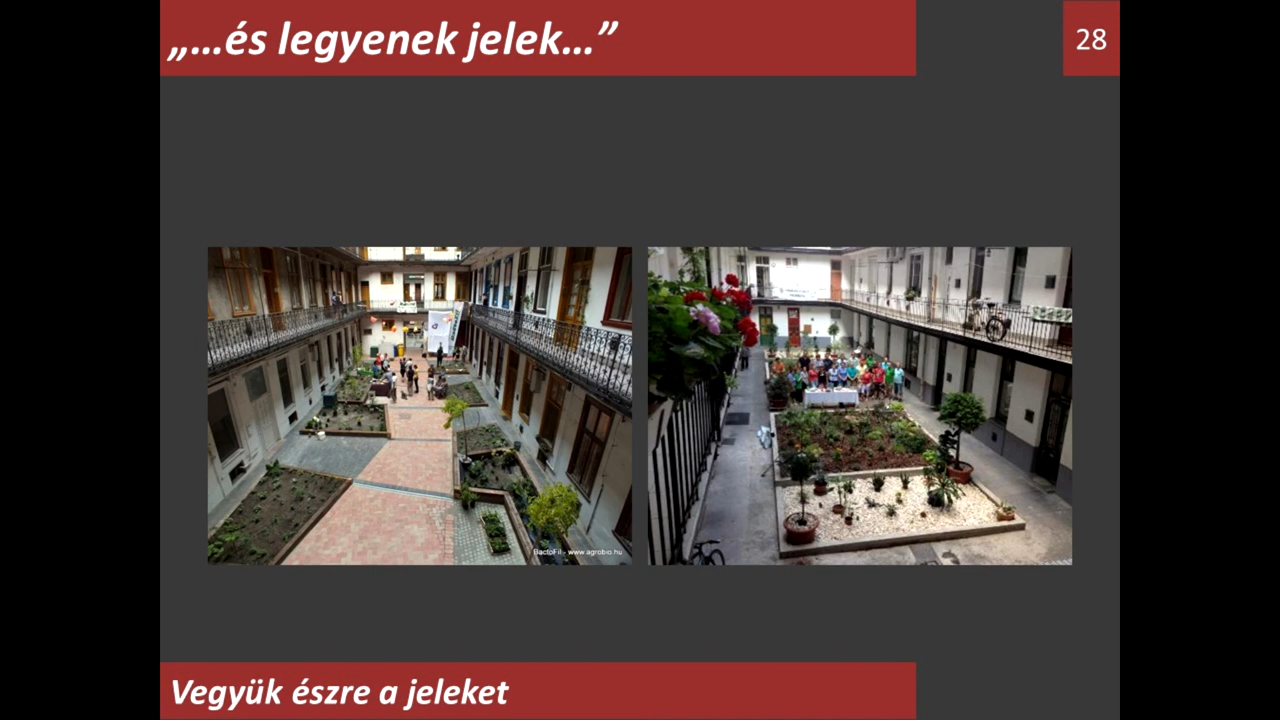 „…és legyenek jelek…”
28
BactoFil - www.agrobio.hu
Vegyük észre a jeleket